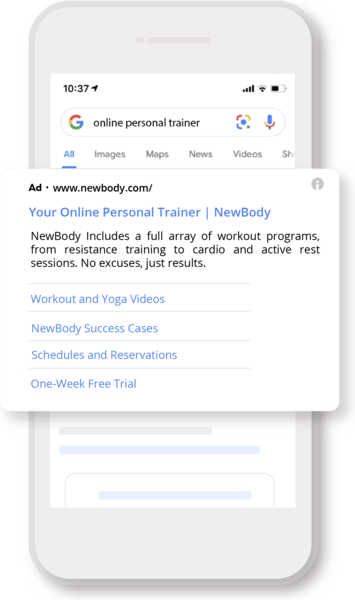 10:37
online personal trainer
All Images Maps News Videos Sh
Ad · www.newbody.com/
Your Online Personal Trainer | NewBody
NewBody Includes a full array of workout programs,
from resistance training to cardio and active rest
sessions. No excuses, just results.
Workout and Yoga Videos
NewBody Success Cases
Schedules and Reservations
One-Week Free Trial